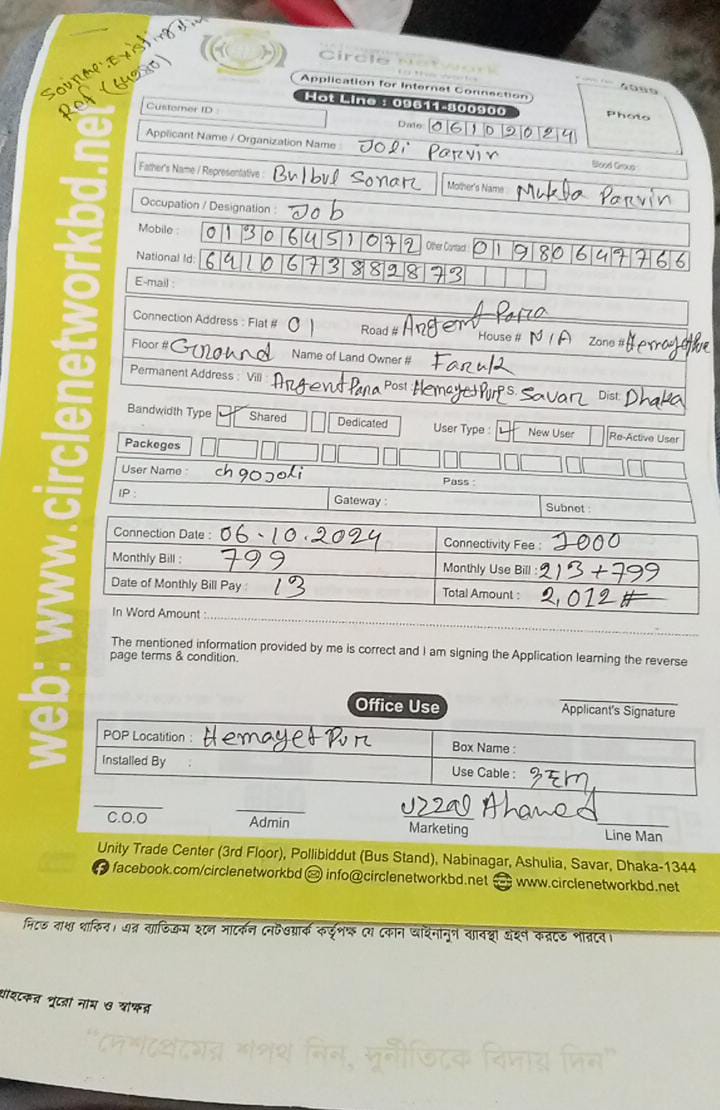 Source: Existing
Ref (64280)
Circle Network
Application for Internet Connection
Hot Line : 09611-800900
Photo
Customer ID :
Date: 06102024
Applicant Name / Organization Name : Joli Parvin
Blood Group :
Father's Name / Representative : Bulbul Sonar Mother's Name : Mukta Parvin
Occupation / Designation : Job
Mobile : 01306451072 Other Contact : 01980647766
National Id: 6410673882873
E-mail :
Connection Address : Flat # 01 Road # Argent Para House # N/A Zone # Hemayetpur
Floor # Ground Name of Land Owner # Faruk
Permanent Address : Vill : Argent Para Post : Hemayetpur P.S. Savar Dist: Dhaka
Bandwidth Type Shared Dedicated User Type : New User Re-Active User
Packeges
User Name : chgojoli Pass :
IP : Gateway : Subnet :
Connection Date : 06.10.2024 Connectivity Fee : 1000
Monthly Bill : 799 Monthly Use Bill : 213+799
Date of Monthly Bill Pay : 13 Total Amount : 2,012#
In Word Amount :
The mentioned information provided by me is correct and I am signing the Application learning the reverse
page terms & condition.
Office Use
Applicant's Signature
POP Locatition : Hemayet Pur Box Name :
Installed By : Use Cable : 3EM
Uzzal Ahamed
C.O.O Admin Marketing Line Man
Unity Trade Center (3rd Floor), Pollibiddut (Bus Stand), Nabinagar, Ashulia, Savar, Dhaka-1344
facebook.com/circlenetworkbd info@circlenetworkbd.net www.circlenetworkbd.net
web: www.circlenetworkbd.net
দিতে বাধ্য থাকিব। এর ব্যতিক্রম হলে সার্কেল নেটওয়ার্ক কর্তৃপক্ষ যে কোন আইনানুগ ব্যবস্থা গ্রহণ করতে পারবে।
গ্রাহকের পুরো নাম ও স্বাক্ষর
"দেশপ্রেমের শপথ নিন, দুর্নীতিকে বিদায় দিন"